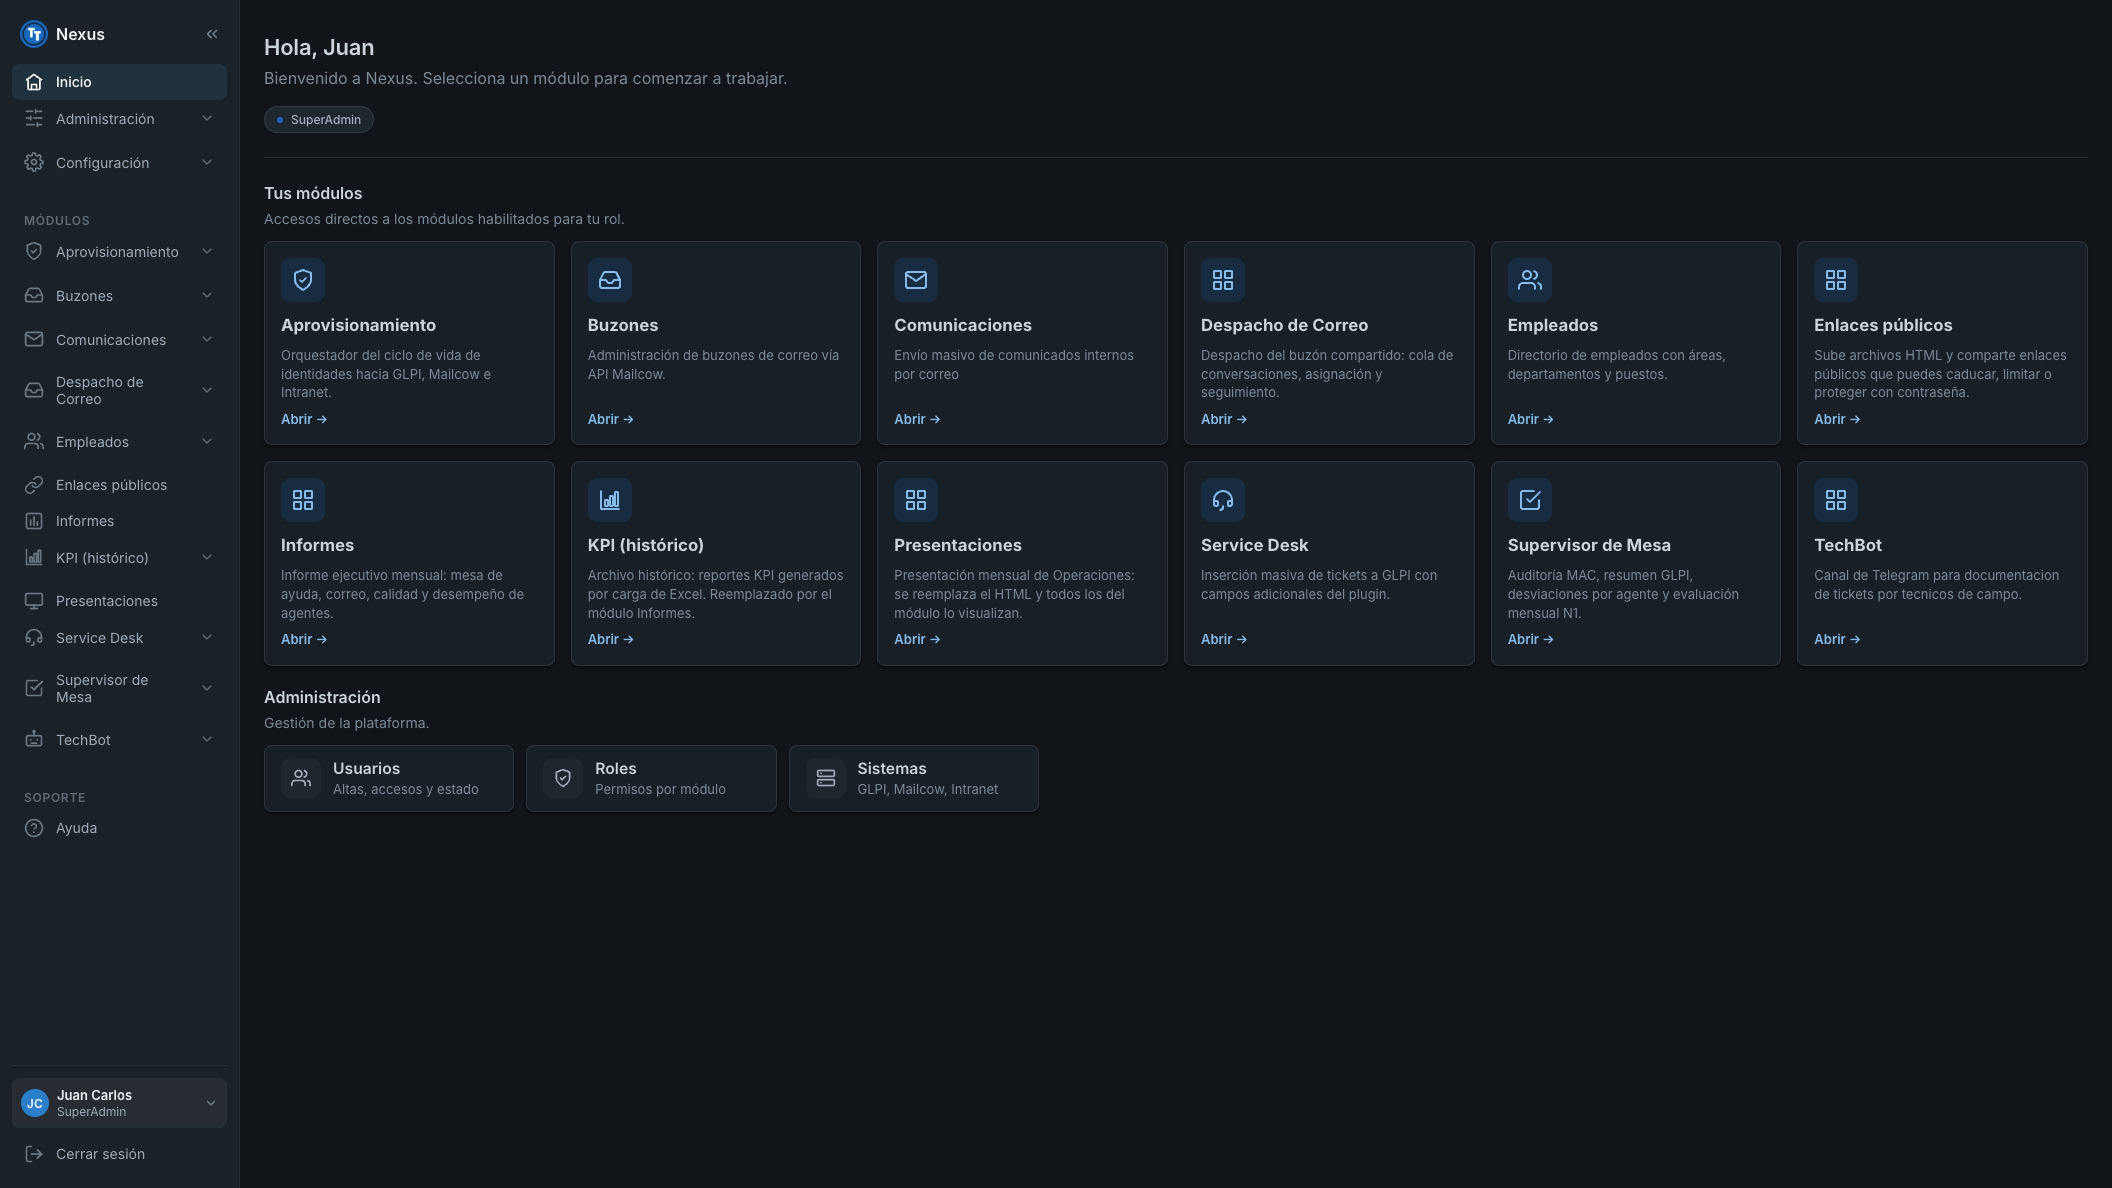 Nexus
Inicio
Administración
Configuración
MÓDULOS
Aprovisionamiento
Buzones
Comunicaciones
Despacho de
Correo
Empleados
Enlaces públicos
Informes
KPI (histórico)
Presentaciones
Service Desk
Supervisor de
Mesa
TechBot
SOPORTE
Ayuda
JC
Juan Carlos
SuperAdmin
Cerrar sesión
Hola, Juan
Bienvenido a Nexus. Selecciona un módulo para comenzar a trabajar.
SuperAdmin
Tus módulos
Accesos directos a los módulos habilitados para tu rol.
Aprovisionamiento
Orquestador del ciclo de vida de
identidades hacia GLPI, Mailcow e
Intranet.
Abrir →
Buzones
Administración de buzones de correo vía
API Mailcow.
Abrir →
Comunicaciones
Envío masivo de comunicados internos
por correo
Abrir →
Despacho de Correo
Despacho del buzón compartido: cola de
conversaciones, asignación y
seguimiento.
Abrir →
Empleados
Directorio de empleados con áreas,
departamentos y puestos.
Abrir →
Enlaces públicos
Sube archivos HTML y comparte enlaces
públicos que puedes caducar, limitar o
proteger con contraseña.
Abrir →
Informes
Informe ejecutivo mensual: mesa de
ayuda, correo, calidad y desempeño de
agentes.
Abrir →
KPI (histórico)
Archivo histórico: reportes KPI generados
por carga de Excel. Reemplazado por el
módulo Informes.
Abrir →
Presentaciones
Presentación mensual de Operaciones:
se reemplaza el HTML y todos los del
módulo lo visualizan.
Abrir →
Service Desk
Inserción masiva de tickets a GLPI con
campos adicionales del plugin.
Abrir →
Supervisor de Mesa
Auditoría MAC, resumen GLPI,
desviaciones por agente y evaluación
mensual N1.
Abrir →
TechBot
Canal de Telegram para documentacion
de tickets por tecnicos de campo.
Abrir →
Administración
Gestión de la plataforma.
Usuarios
Altas, accesos y estado
Roles
Permisos por módulo
Sistemas
GLPI, Mailcow, Intranet